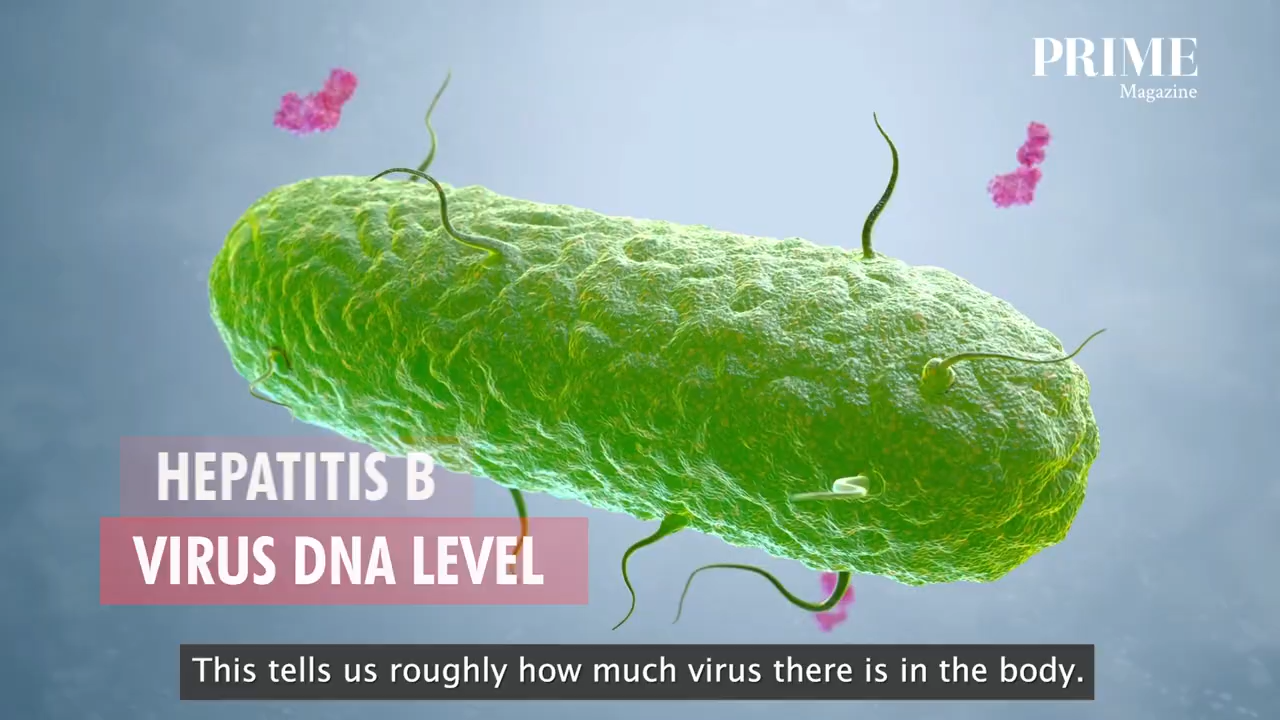 PRIME
Magazine
HEPATITIS B
VIRUS DNA LEVEL
This tells us roughly how much virus there is in the body.